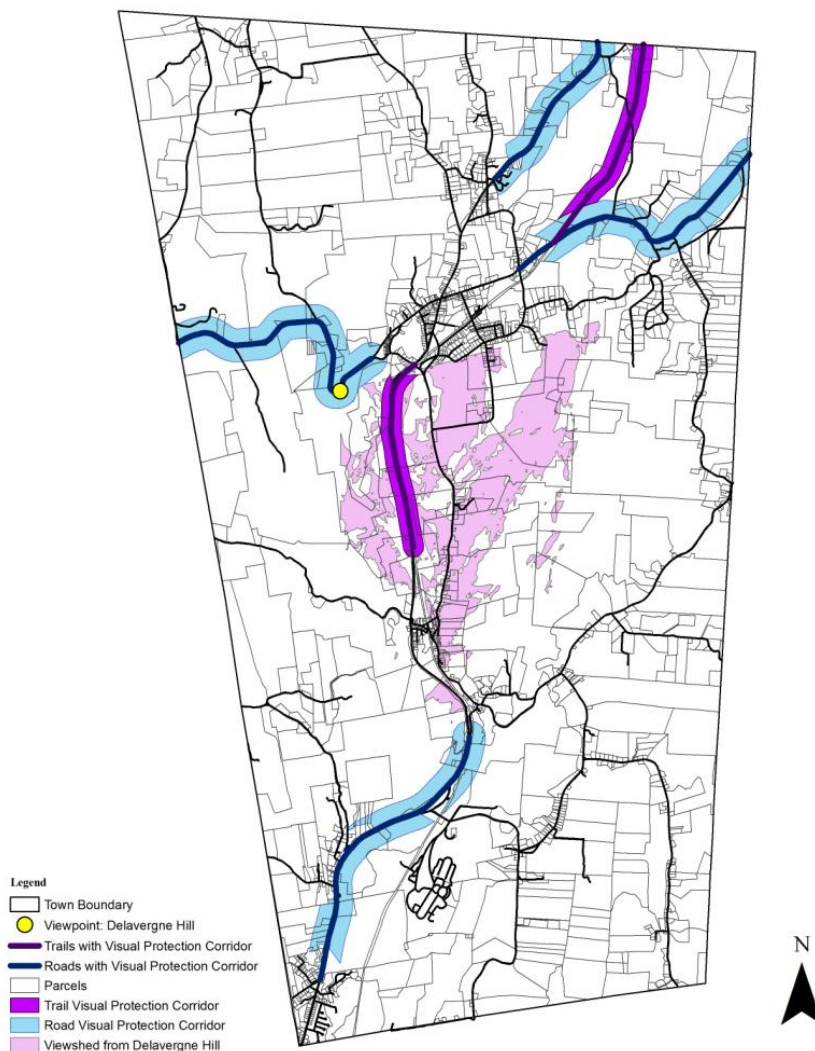 Legend
Town Boundary
Viewpoint: Delavergne Hill
Trails with Visual Protection Corridor
Roads with Visual Protection Corridor
Parcels
Trail Visual Protection Corridor
Road Visual Protection Corridor
Viewshed from Delavergne Hill
N